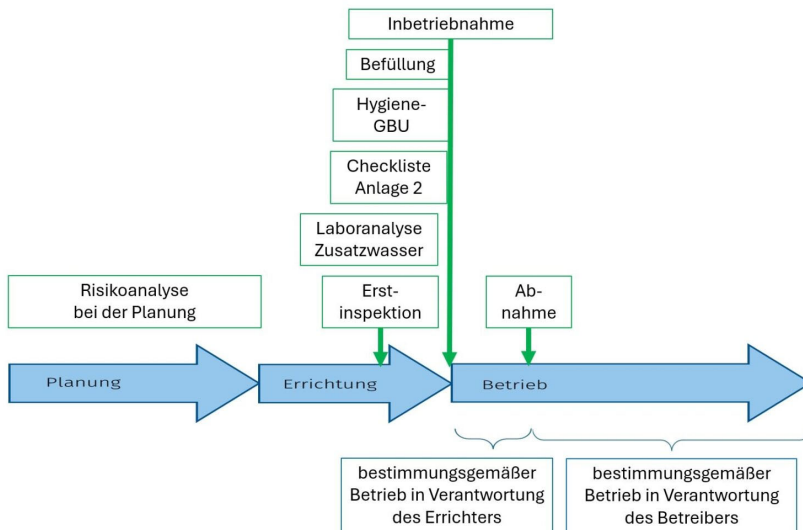 Inbetriebnahme
Befüllung
Hygiene-
GBU
Checkliste
Anlage 2
Laboranalyse
Zusatzwasser
Risikoanalyse
bei der Planung
Erst-
inspektion
Ab-
nahme
Planung
Errichtung
Betrieb
bestimmungsgemäßer
Betrieb in Verantwortung
des Errichters
bestimmungsgemäßer
Betrieb in Verantwortung
des Betreibers